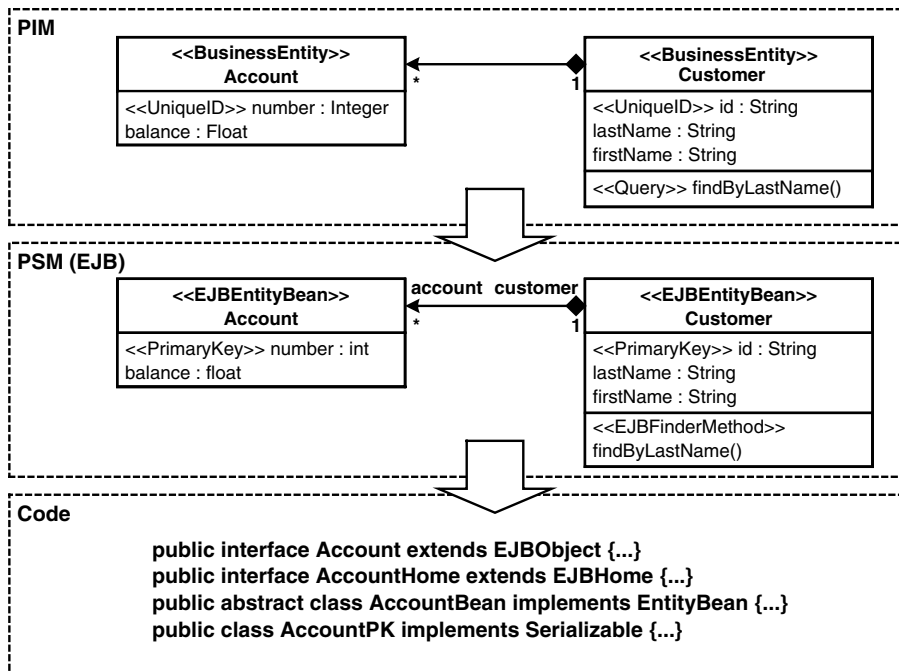 PIM
<<BusinessEntity>>
Account
<<UniqueID>> number : Integer
balance : Float
*
1
<<BusinessEntity>>
Customer
<<UniqueID>> id : String
lastName : String
firstName : String
<<Query>> findByLastName()
PSM (EJB)
<<EJBEntityBean>>
Account
<<PrimaryKey>> number : int
balance : float
account customer
*
1
<<EJBEntityBean>>
Customer
<<PrimaryKey>> id : String
lastName : String
firstName : String
<<EJBFinderMethod>>
findByLastName()
Code
public interface Account extends EJBObject {...}
public interface AccountHome extends EJBHome {...}
public abstract class AccountBean implements EntityBean {...}
public class AccountPK implements Serializable {...}